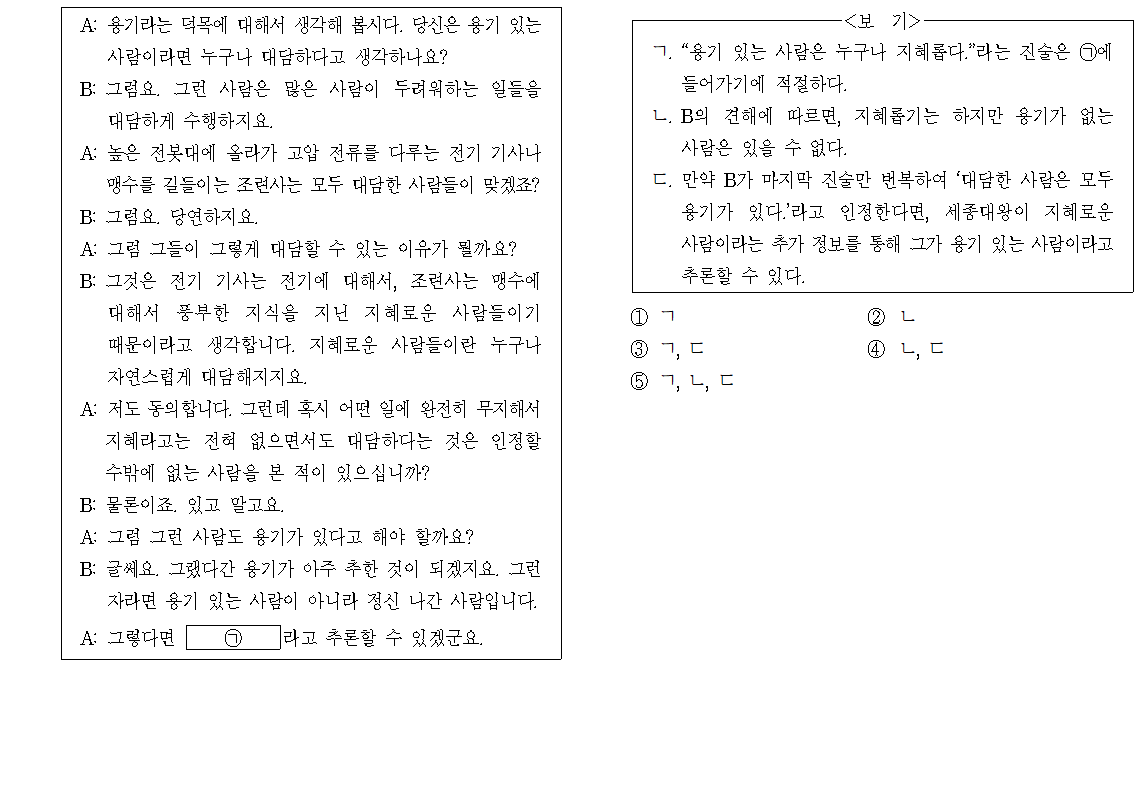 A: 용기라는 덕목에 대해서 생각해 봅시다. 당신은 용기 있는
사람이라면 누구나 대담하다고 생각하나요?
B: 그럼요. 그런 사람은 많은 사람이 두려워하는 일들을
대담하게 수행하지요.
A: 높은 전봇대에 올라가 고압 전류를 다루는 전기 기사나
맹수를 길들이는 조련사는 모두 대담한 사람들이 맞겠죠?
B: 그럼요. 당연하지요.
A: 그럼 그들이 그렇게 대담할 수 있는 이유가 뭘까요?
B: 그것은 전기 기사는 전기에 대해서, 조련사는 맹수에
대해서 풍부한 지식을 지닌 지혜로운 사람들이기
때문이라고 생각합니다. 지혜로운 사람들이란 누구나
자연스럽게 대담해지지요.
A: 저도 동의합니다. 그런데 혹시 어떤 일에 완전히 무지해서
지혜라고는 전혀 없으면서도 대담하다는 것은 인정할
수밖에 없는 사람을 본 적이 있으십니까?
B: 물론이죠. 있고 말고요.
A: 그럼 그런 사람도 용기가 있다고 해야 할까요?
B: 글쎄요. 그랬다간 용기가 아주 추한 것이 되겠지요. 그런
자라면 용기 있는 사람이 아니라 정신 나간 사람입니다.
A: 그렇다면 ㉠ 라고 추론할 수 있겠군요.
<보 기>
ㄱ. “용기 있는 사람은 누구나 지혜롭다.”라는 진술은 ㉠에
들어가기에 적절하다.
ㄴ. B의 견해에 따르면, 지혜롭기는 하지만 용기가 없는
사람은 있을 수 없다.
ㄷ. 만약 B가 마지막 진술만 번복하여 ‘대담한 사람은 모두
용기가 있다.’라고 인정한다면, 세종대왕이 지혜로운
사람이라는 추가 정보를 통해 그가 용기 있는 사람이라고
추론할 수 있다.
① ㄱ ② ㄴ
③ ㄱ, ㄷ ④ ㄴ, ㄷ
⑤ ㄱ, ㄴ, ㄷ